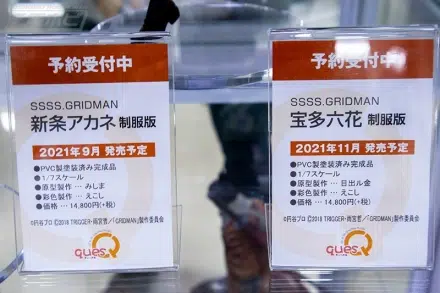 予約受付中
SSSS.GRIDMAN
新条アカネ 制服版
2021年9月 発売予定
●PVC製塗装済み完成品
●1/7スケール
●原型製作 … みしま
●彩色製作 … えこし
●価格 … 14,800円(+税)
©円谷プロ ©2018 TRIGGER・雨宮哲/「GRIDMAN」製作委員会
quesQ
予約受付中
SSSS.GRIDMAN
宝多六花 制服版
2021年11月 発売予定
●PVC製塗装済み完成品
●1/7スケール
●原型製作 … 日出ル金
●彩色製作 … えこし
●価格 … 14,800円(+税)
©円谷プロ ©2018 TRIGGER・雨宮哲/「GRIDMAN」製作委員会
quesQ